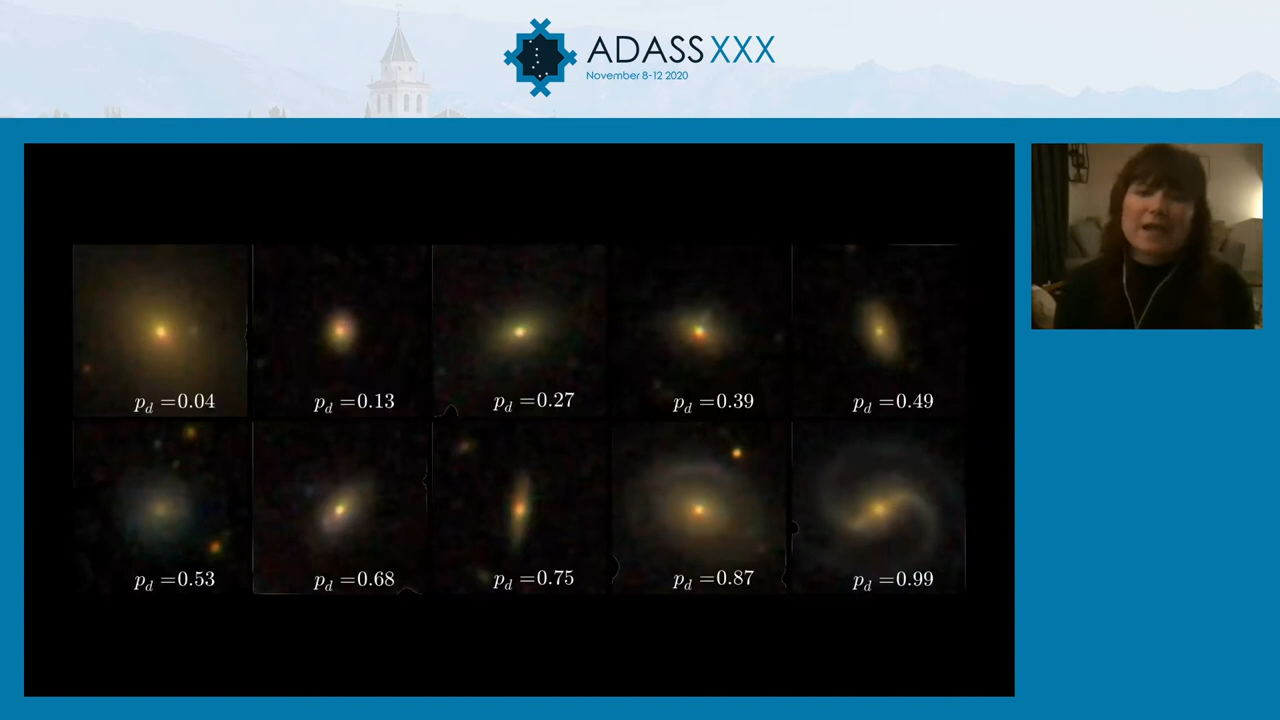 ADASS XXX
November 8-12 2020
p_d =0.04
p_d =0.13
p_d =0.27
p_d =0.39
p_d =0.49
p_d =0.53
p_d =0.68
p_d =0.75
p_d =0.87
p_d =0.99